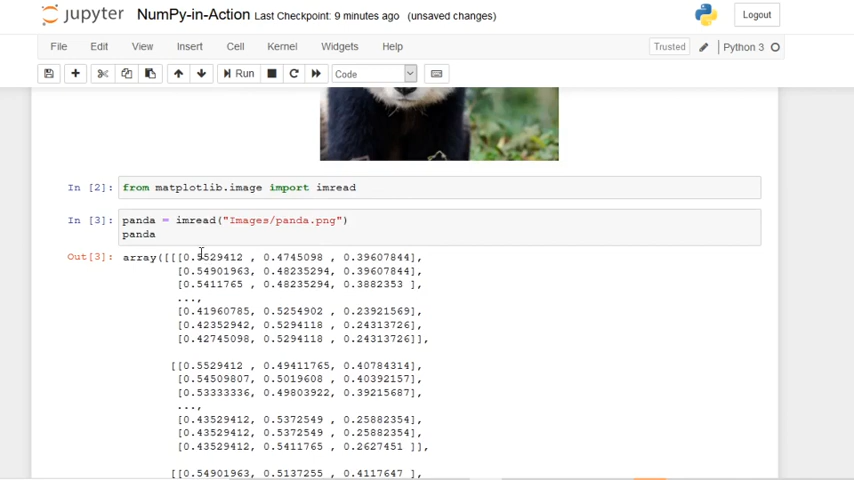 jupyter NumPy-in-Action Last Checkpoint: 9 minutes ago (unsaved changes) Logout
File Edit View Insert Cell Kernel Widgets Help Trusted Python 3
Run Code
In [2]: from matplotlib.image import imread
In [3]: panda = imread("Images/panda.png")
panda
Out[3]: array([[[0.5529412 , 0.4745098 , 0.39607844],
[0.54901963, 0.48235294, 0.39607844],
[0.5411765 , 0.48235294, 0.3882353 ],
...,
[0.41960785, 0.5254902 , 0.23921569],
[0.42352942, 0.5294118 , 0.24313726],
[0.42745098, 0.5294118 , 0.24313726]],
[[0.5529412 , 0.49411765, 0.40784314],
[0.54509807, 0.5019608 , 0.40392157],
[0.53333336, 0.49803922, 0.39215687],
...,
[0.43529412, 0.5372549 , 0.25882354],
[0.43529412, 0.5372549 , 0.25882354],
[0.43529412, 0.5411765 , 0.2627451 ]],
[[0.54901963, 0.5137255 , 0.4117647 ],